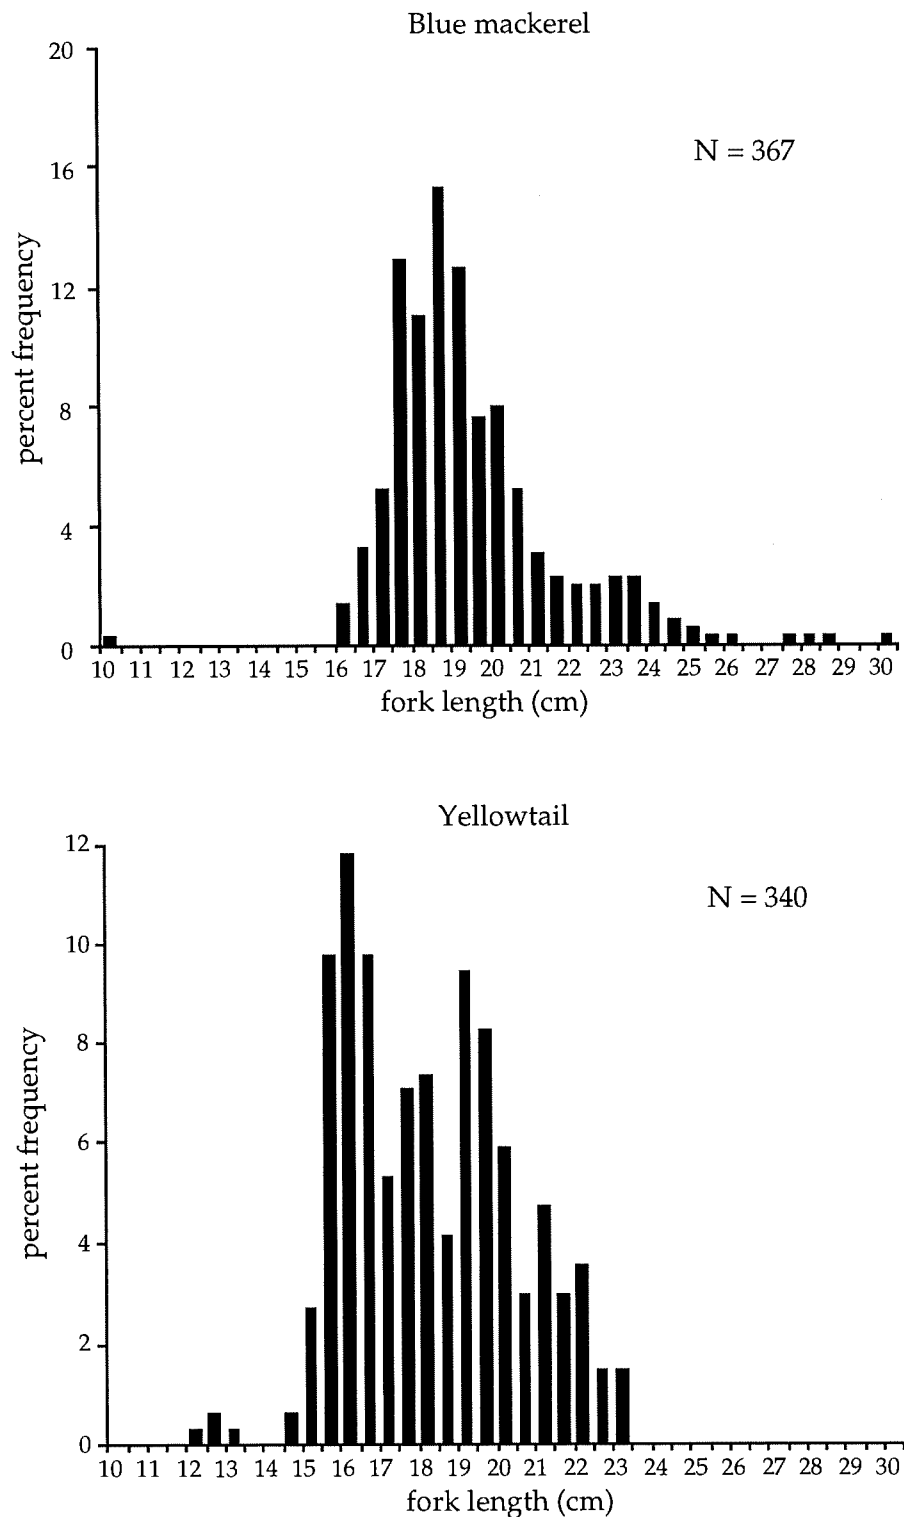 Blue mackerel
20
16
12
8
4
0
N = 367
percent frequency
10 11 12 13 14 15 16 17 18 19 20 21 22 23 24 25 26 27 28 29 30
fork length (cm)
Yellowtail
12
10
8
6
4
2
0
N = 340
percent frequency
10 11 12 13 14 15 16 17 18 19 20 21 22 23 24 25 26 27 28 29 30
fork length (cm)